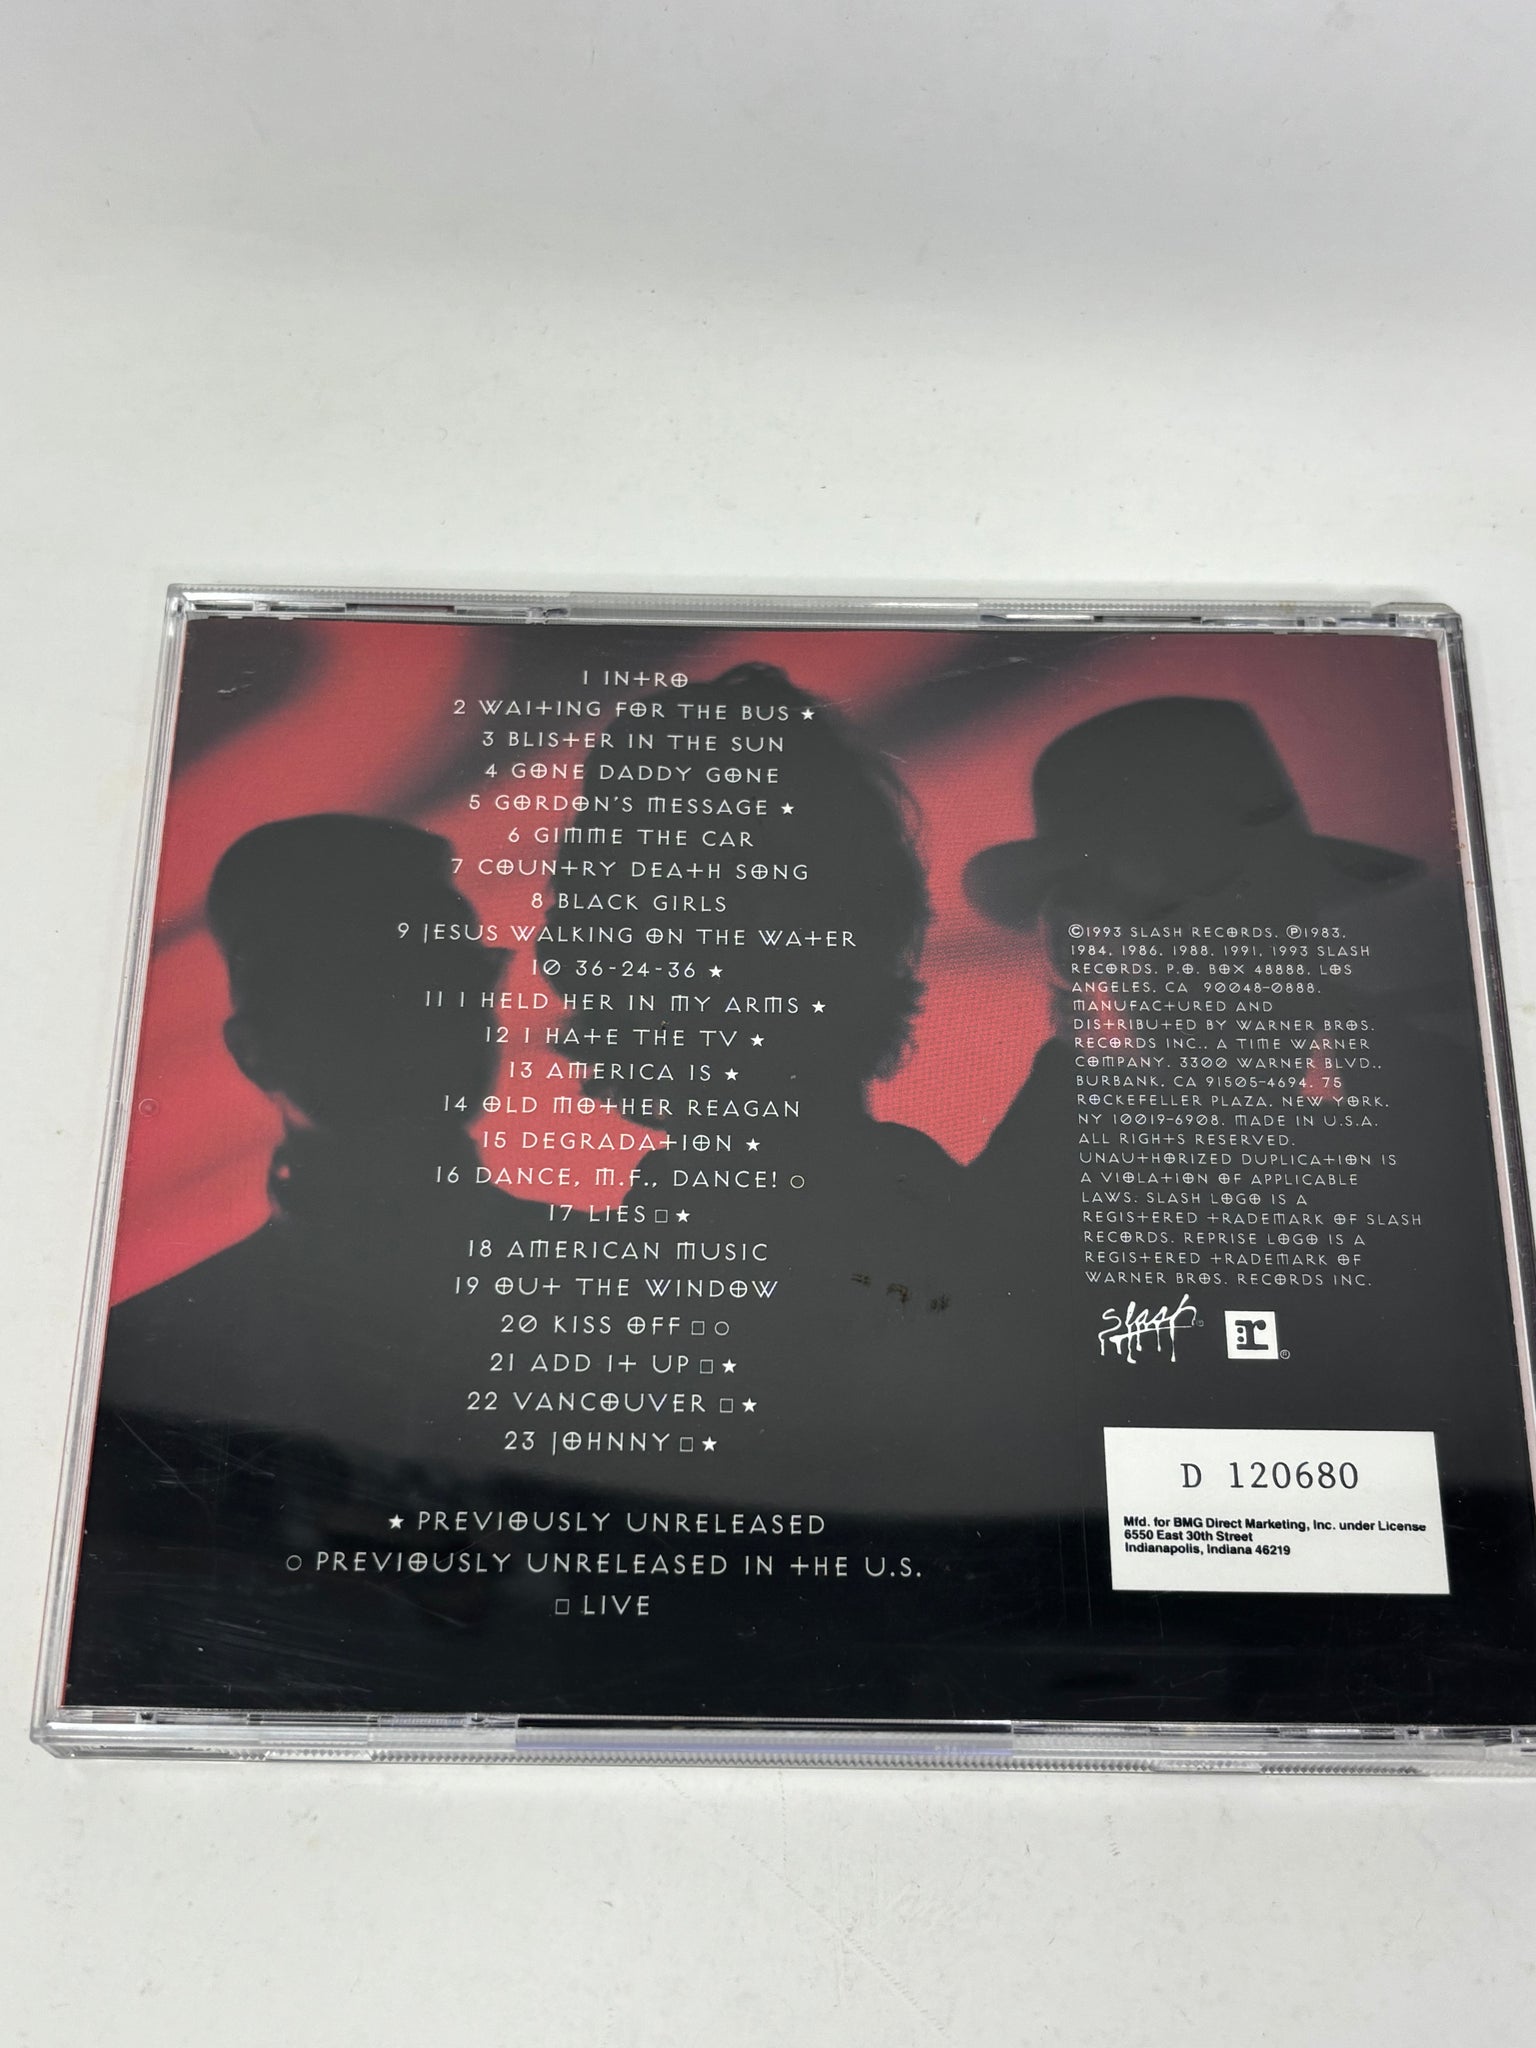 1 INTRO
2 WAITING FOR THE BUS ★
3 BLISTER IN THE SUN
4 GONE DADDY GONE
5 GORDON'S MESSAGE ★
6 GIMME THE CAR
7 COUNTRY DEATH SONG
8 BLACK GIRLS
9 JESUS WALKING ON THE WATER
10 36-24-36 ★
11 I HELD HER IN MY ARMS ★
12 I HATE THE TV ★
13 AMERICA IS ★
14 OLD MOTHER REAGAN
15 DEGRADATION ★
16 DANCE, M.F., DANCE! ○
17 LIES □ ★
18 AMERICAN MUSIC
19 OUT THE WINDOW
20 KISS OFF □ ○
21 ADD IT UP □ ★
22 VANCOUVER □ ★
23 JOHNNY □ ★
★ PREVIOUSLY UNRELEASED
○ PREVIOUSLY UNRELEASED IN THE U.S.
□ LIVE
©1993 SLASH RECORDS. ℗1983,
1984, 1986, 1988, 1991, 1993 SLASH
RECORDS. P.O. BOX 48888, LOS
ANGELES, CA 90048-0888.
MANUFACTURED AND
DISTRIBUTED BY WARNER BROS.
RECORDS INC., A TIME WARNER
COMPANY. 3300 WARNER BLVD.,
BURBANK, CA 91505-4694. 75
ROCKEFELLER PLAZA, NEW YORK,
NY 10019-6908. MADE IN U.S.A.
ALL RIGHTS RESERVED.
UNAUTHORIZED DUPLICATION IS
A VIOLATION OF APPLICABLE
LAWS. SLASH LOGO IS A
REGISTERED TRADEMARK OF SLASH
RECORDS. REPRISE LOGO IS A
REGISTERED TRADEMARK OF
WARNER BROS. RECORDS INC.
slash ® :r ®
D 120680
Mfd. for BMG Direct Marketing, Inc. under License
6550 East 30th Street
Indianapolis, Indiana 46219